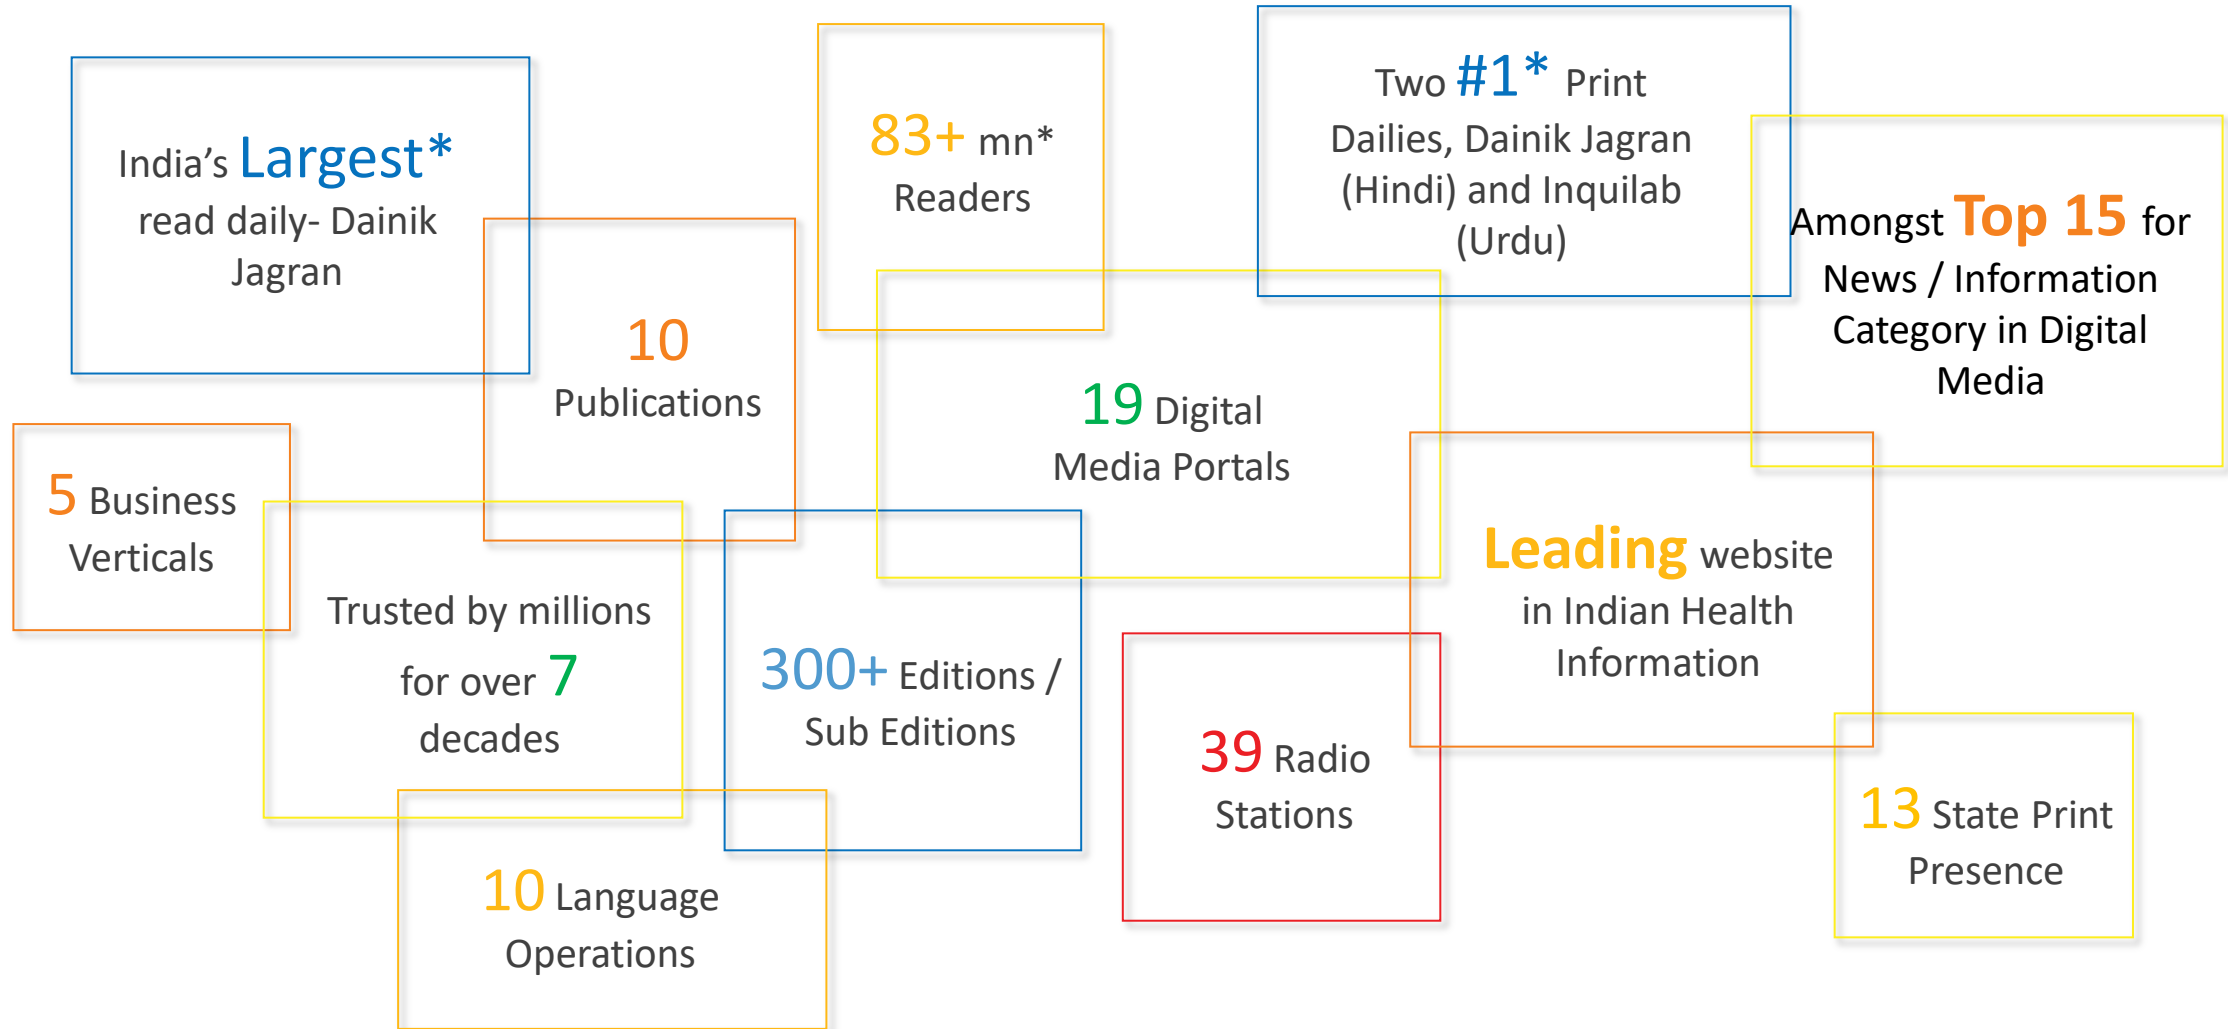 India's Largest*
read daily- Dainik
Jagran
83+ mn*
Readers
Two #1* Print
Dailies, Dainik Jagran
(Hindi) and Inquilab
(Urdu)
Amongst Top 15 for
News / Information
Category in Digital
Media
10
Publications
19 Digital
Media Portals
5 Business
Verticals
Trusted by millions
for over 7
decades
300+ Editions /
Sub Editions
Leading website
in Indian Health
Information
39 Radio
Stations
13 State Print
Presence
10 Language
Operations